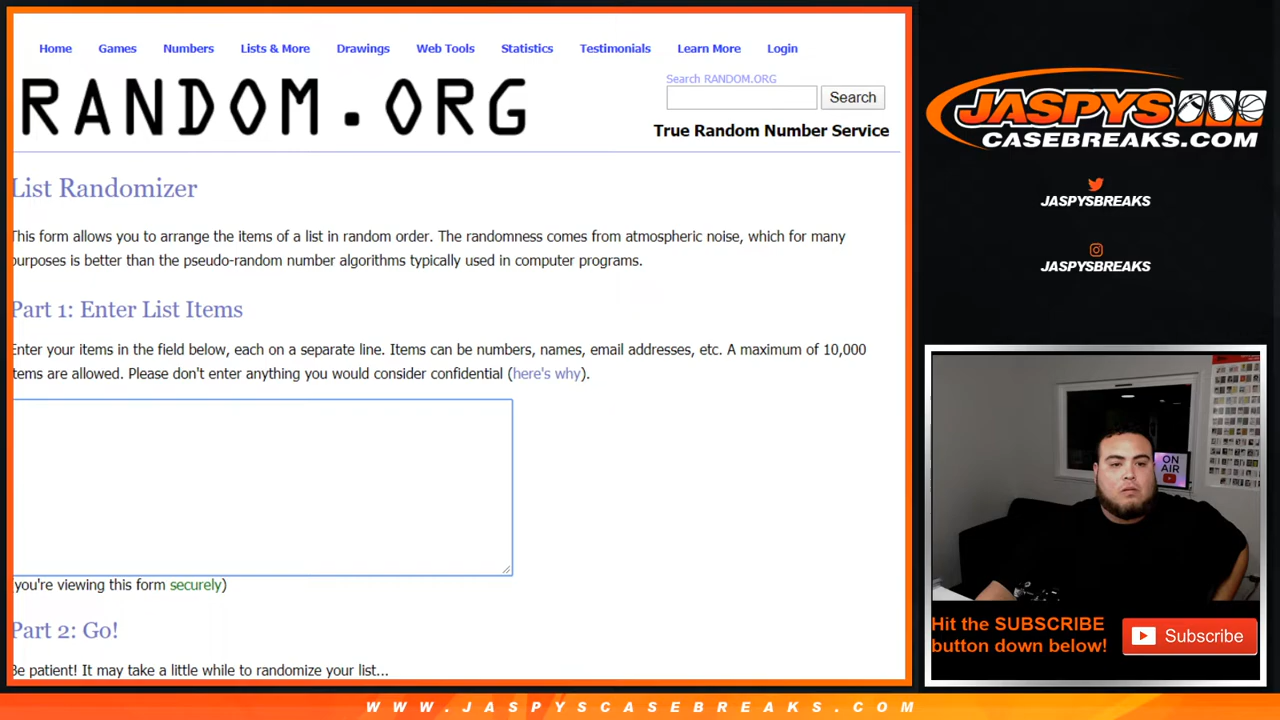 Home Games Numbers Lists & More Drawings Web Tools Statistics Testimonials Learn More Login
RANDOM.ORG
Search RANDOM.ORG
Search
True Random Number Service
List Randomizer
This form allows you to arrange the items of a list in random order. The randomness comes from atmospheric noise, which for many
purposes is better than the pseudo-random number algorithms typically used in computer programs.
Part 1: Enter List Items
Enter your items in the field below, each on a separate line. Items can be numbers, names, email addresses, etc. A maximum of 10,000
items are allowed. Please don't enter anything you would consider confidential (here's why).
you're viewing this form securely)
Part 2: Go!
Be patient! It may take a little while to randomize your list...
JASPYS
CASEBREAKS.COM
JASPYSBREAKS
JASPYSBREAKS
ON
AIR
Hit the SUBSCRIBE
button down below!
Subscribe
WWW.JASPYSCASEBREAKS.COM